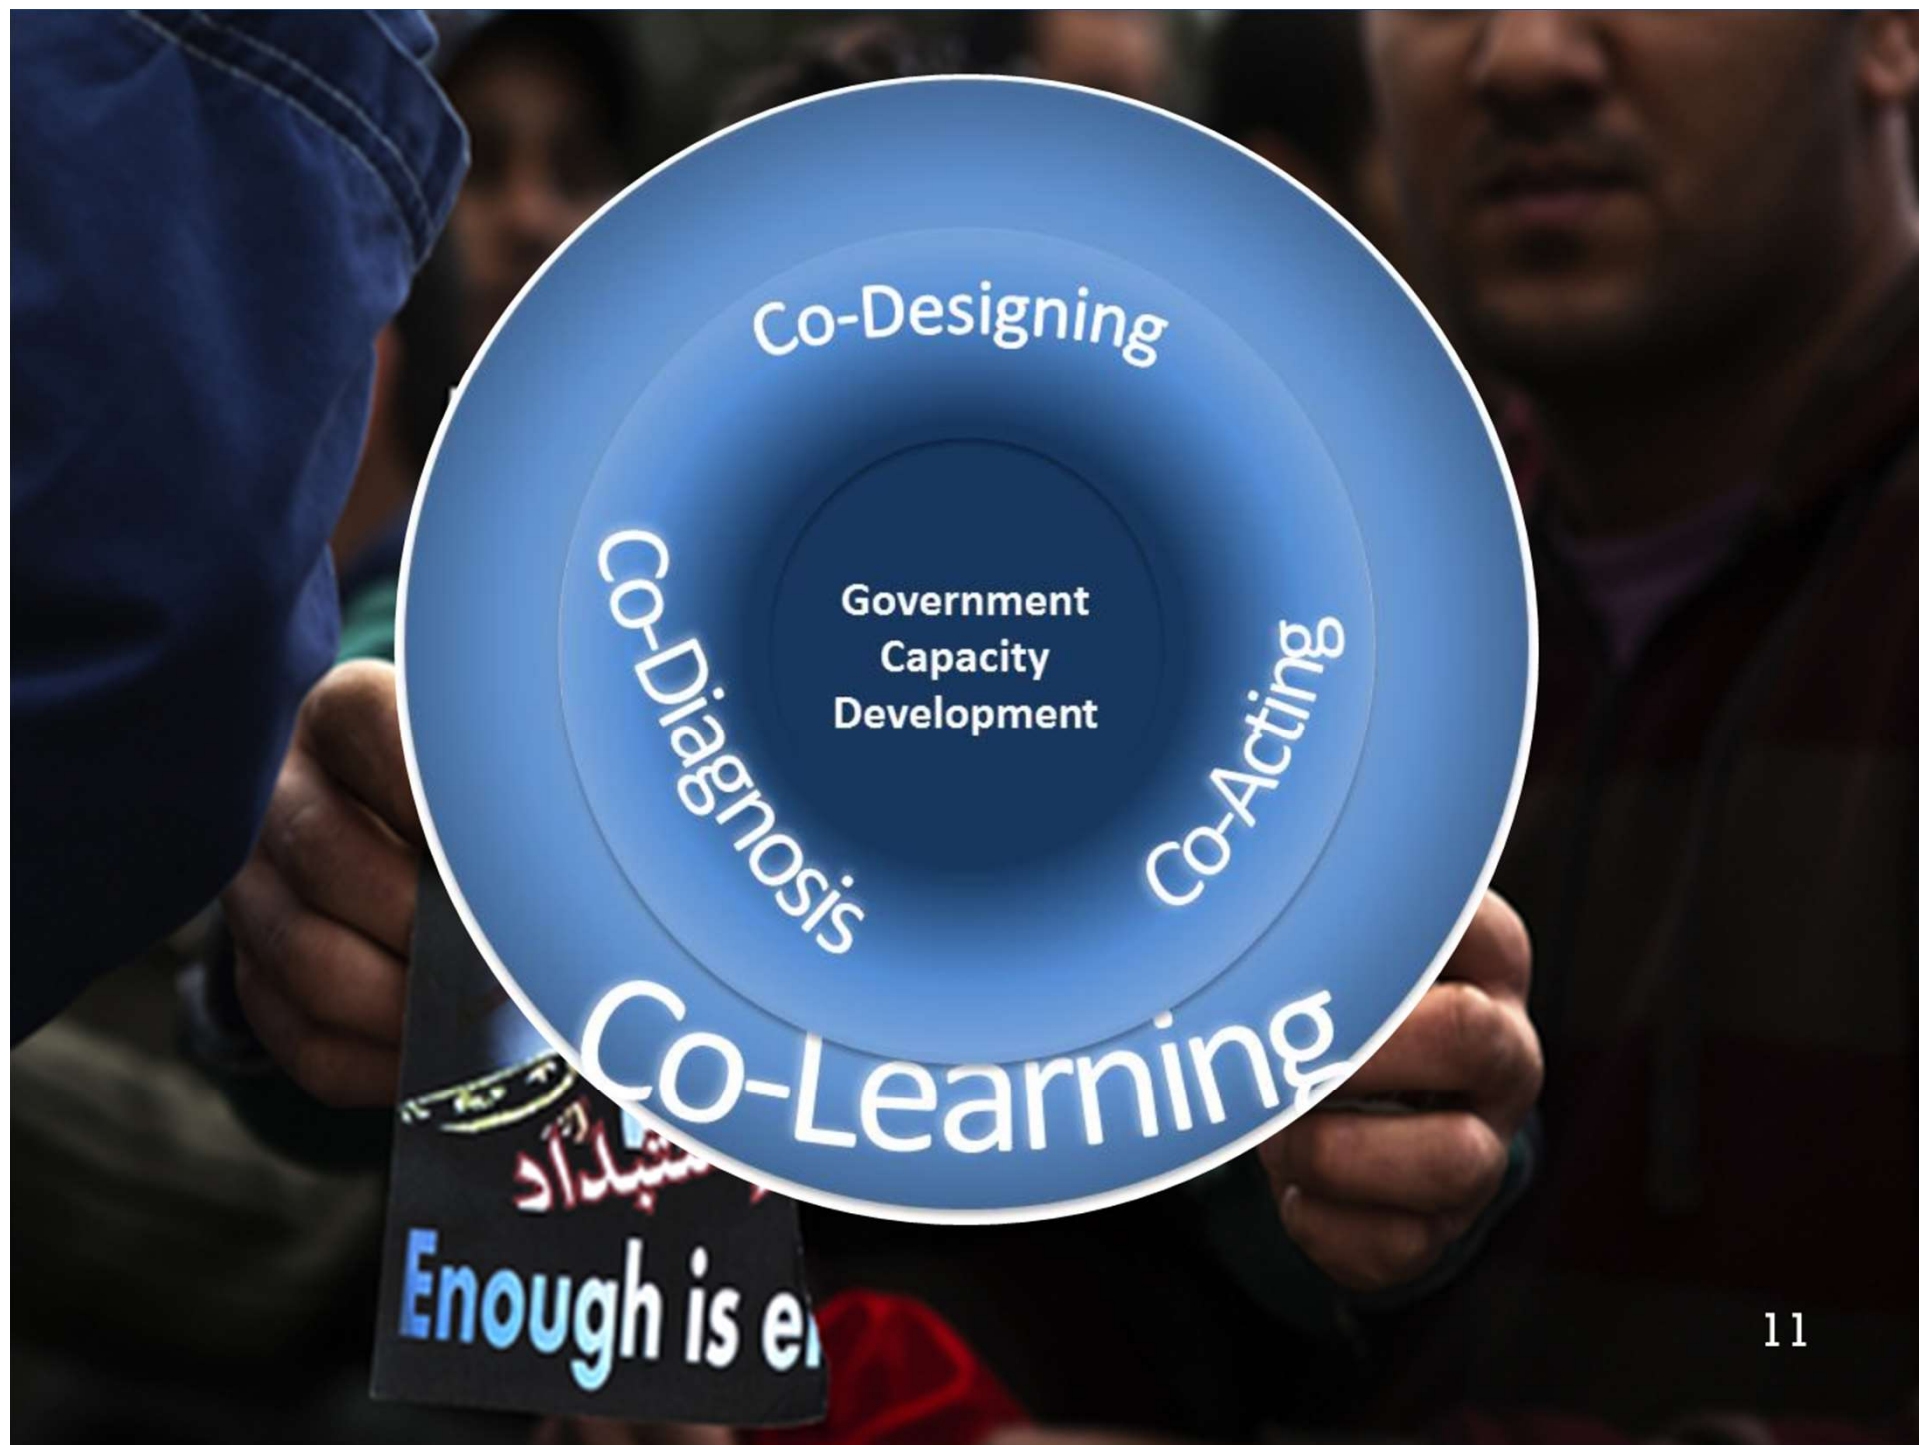 Co-Designing
Co-Diagnosis
Government
Capacity
Development
Co-Acting
Co-Learning
Enough is
11